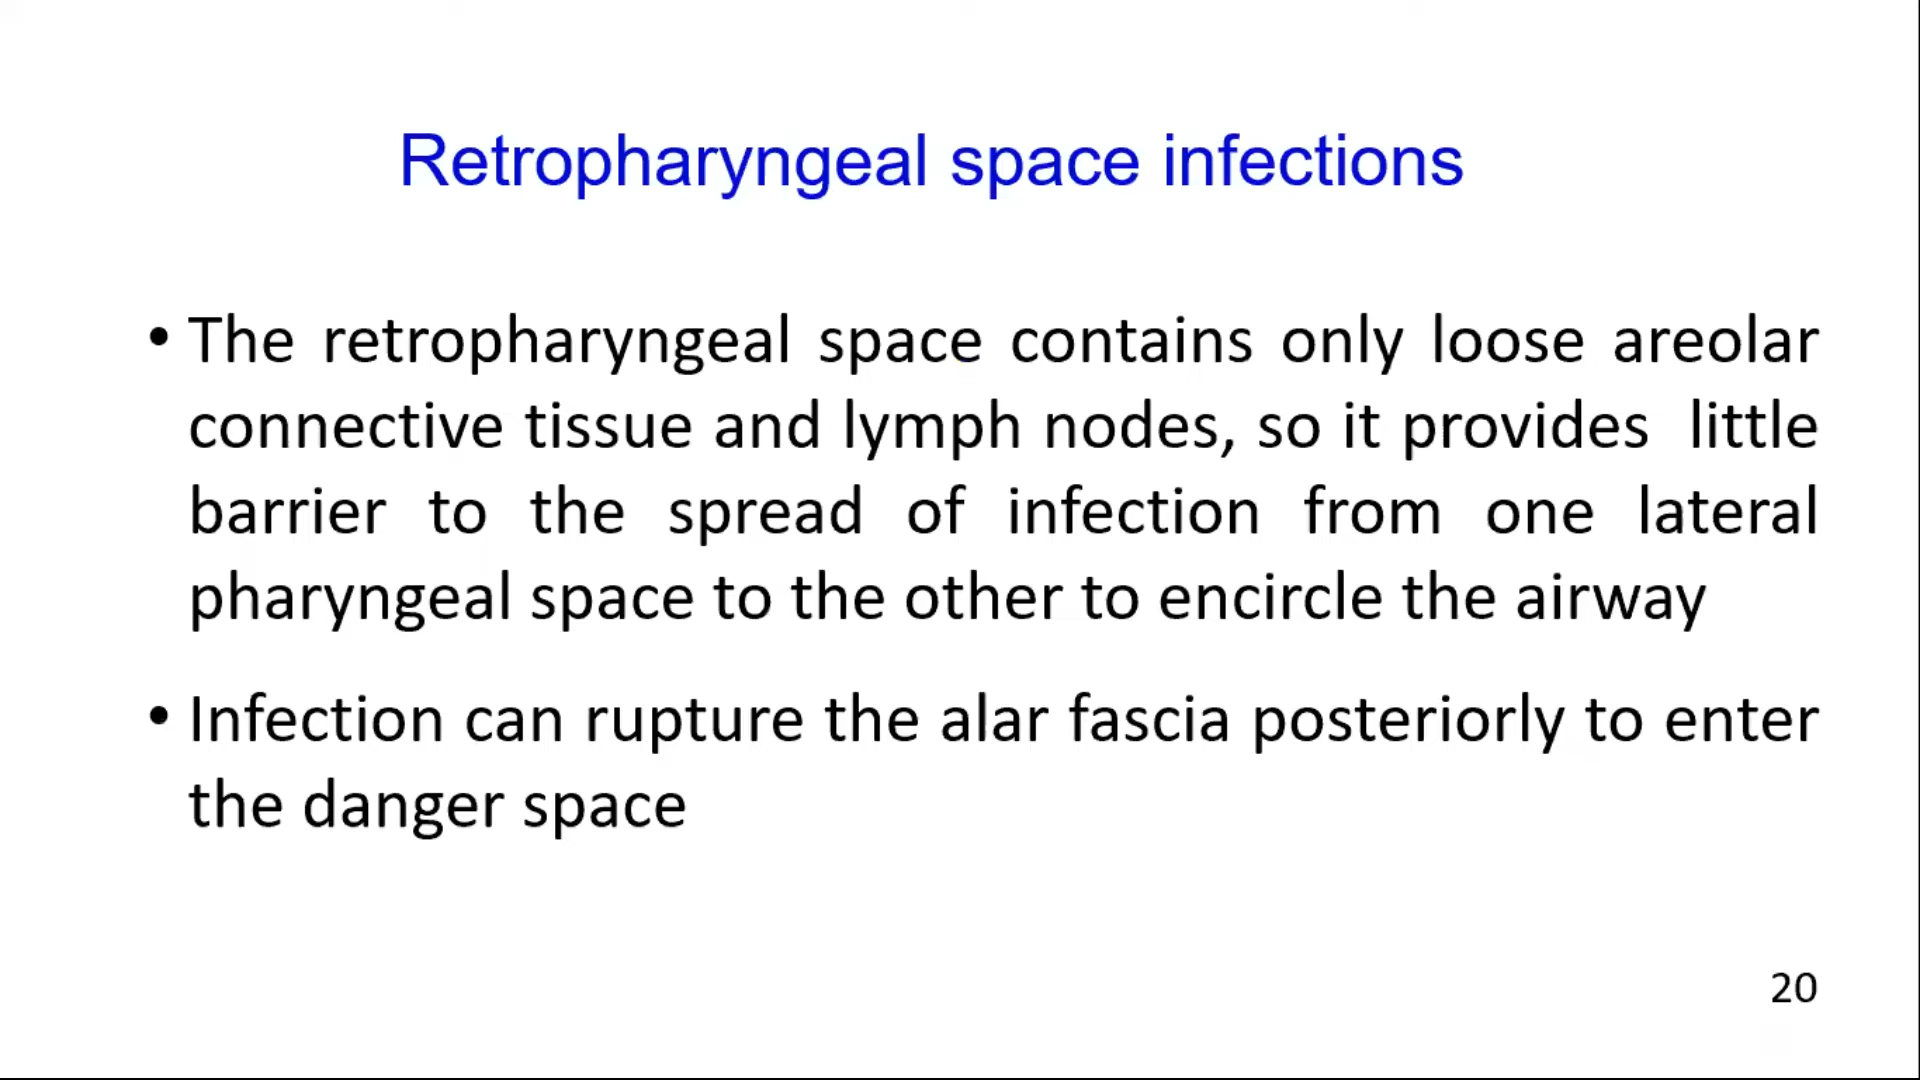 Retropharyngeal space infections
• The retropharyngeal space contains only loose areolar
connective tissue and lymph nodes, so it provides  little
barrier to the spread of infection from one lateral
pharyngeal space to the other to encircle the airway
• Infection can rupture the alar fascia posteriorly to enter
the danger space
20